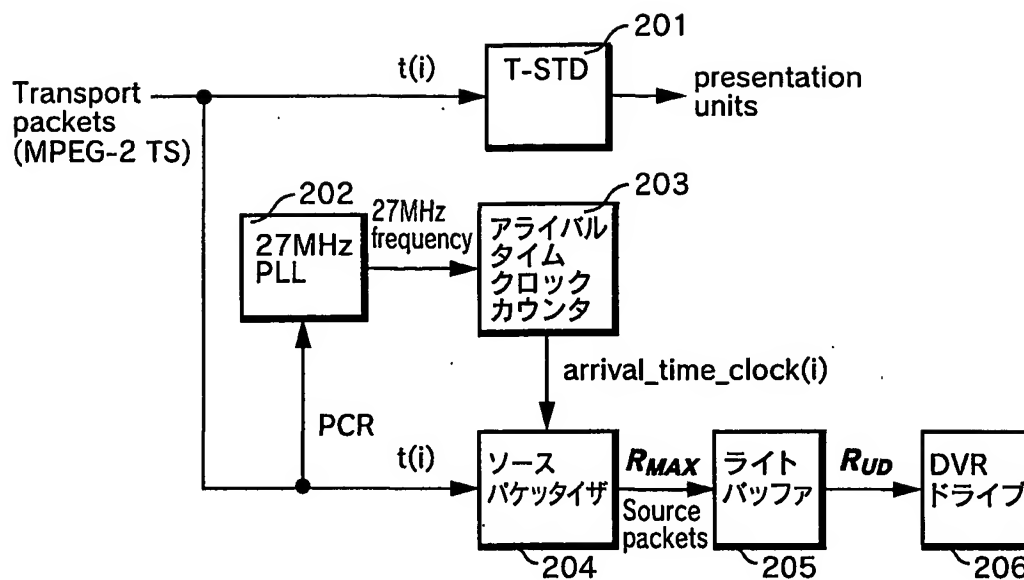 201
t(i)
T-STD
Transport
packets
(MPEG-2 TS)
presentation
units
202
203
27MHz
frequency
27MHz
PLL
アライバル
タイム
クロック
カウンタ
arrival_time_clock(i)
PCR
t(i)
ソース
パケッタイザ
RMAX
Source
packets
ライト
バッファ
RUD
DVR
ドライブ
204
205
206